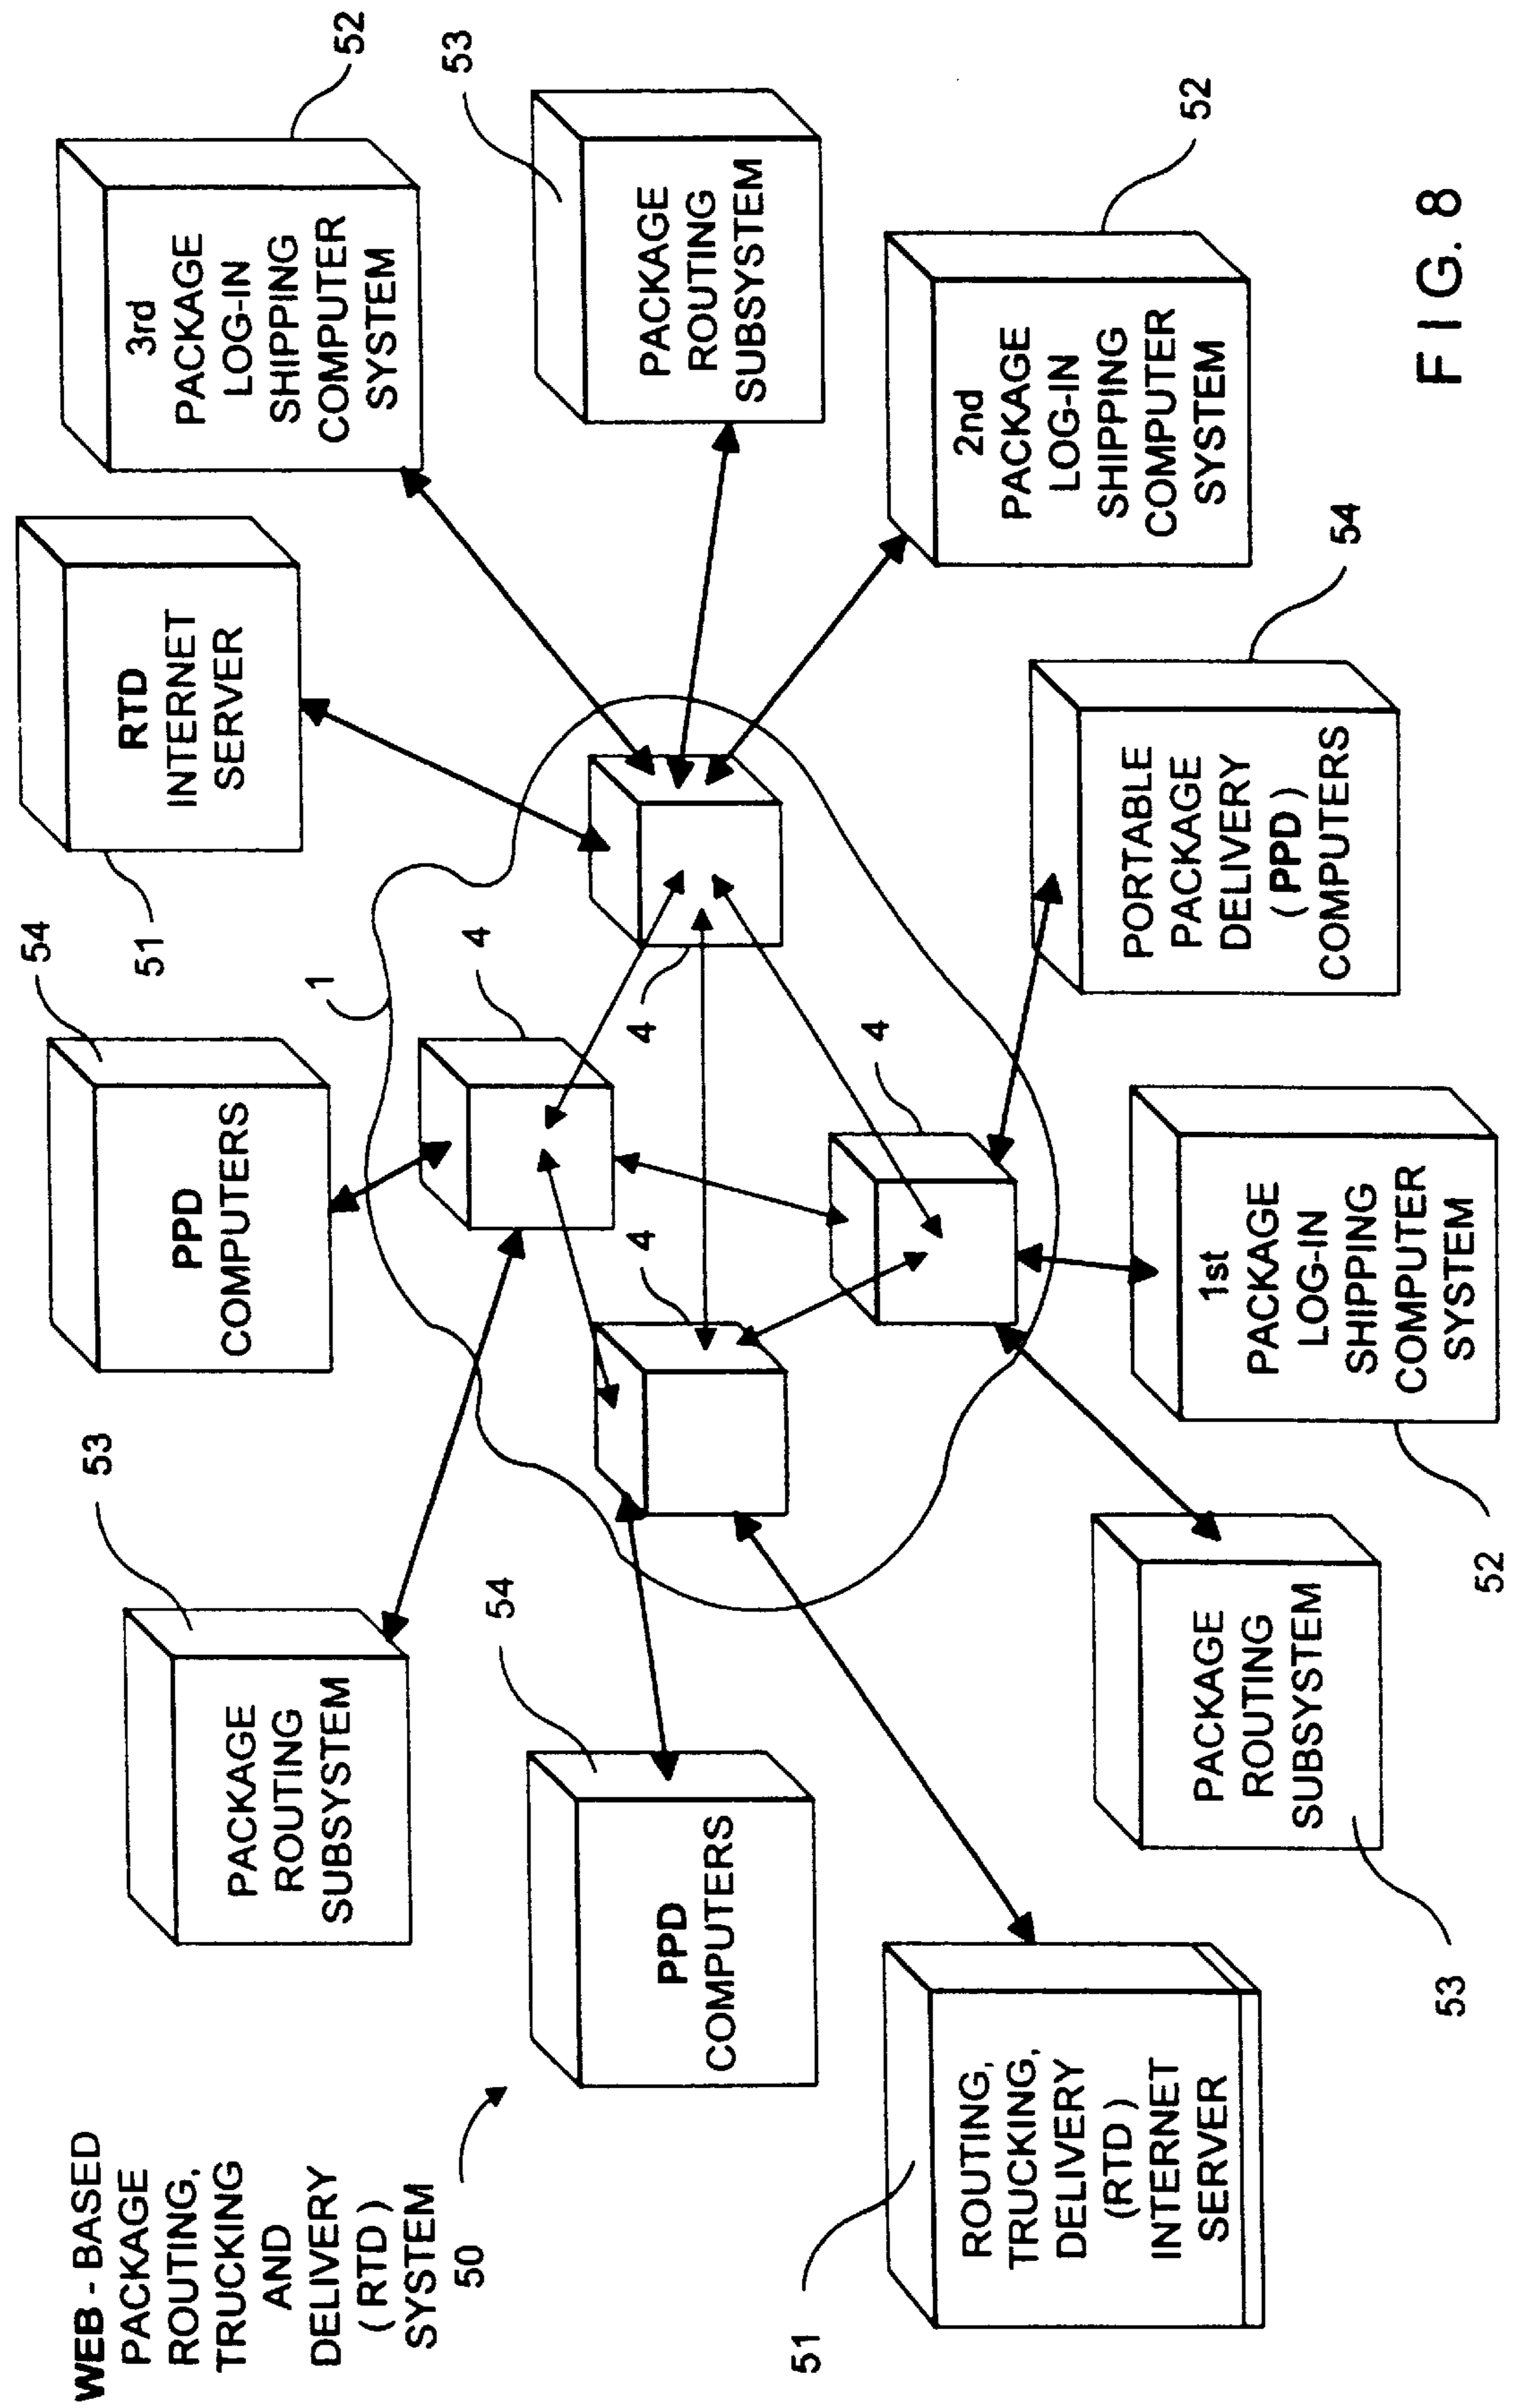 WEB - BASED
PACKAGE
ROUTING,
TRUCKING
AND
DELIVERY
( RTD )
SYSTEM
50
53
PACKAGE
ROUTING
SUBSYSTEM
54
PPD
COMPUTERS
51
RTD
INTERNET
SERVER
3rd
PACKAGE
LOG-IN
SHIPPING
COMPUTER
SYSTEM
52
54
PPD
COMPUTERS
1
4
4
4
4
53
PACKAGE
ROUTING
SUBSYSTEM
51
ROUTING,
TRUCKING,
DELIVERY
(RTD )
INTERNET
SERVER
53
PACKAGE
ROUTING
SUBSYSTEM
52
1st
PACKAGE
LOG-IN
SHIPPING
COMPUTER
SYSTEM
54
PORTABLE
PACKAGE
DELIVERY
( PPD )
COMPUTERS
52
2nd
PACKAGE
LOG-IN
SHIPPING
COMPUTER
SYSTEM
FIG. 8